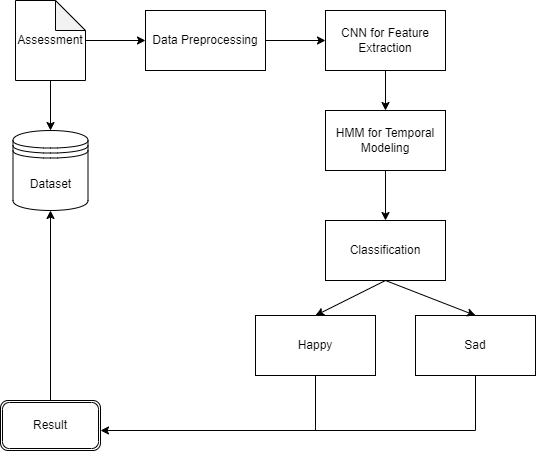 Assessment
Data Preprocessing
CNN for Feature
Extraction
HMM for Temporal
Modeling
Dataset
Classification
Happy
Sad
Result